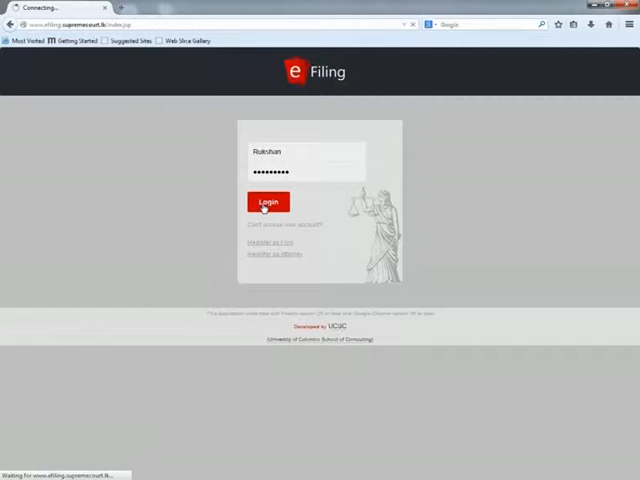 Connecting...
www.efiling.supremecourt.lk/index.jsp
Google
Most Visited
Getting Started
Suggested Sites
Web Slice Gallery
e Filing
Rukshan
•••••••••
Login
Can't access your account?
Register as Firm
Register as Attorney
Developed by UCSC
(University of Colombo School of Computing)
Waiting for www.efiling.supremecourt.lk...